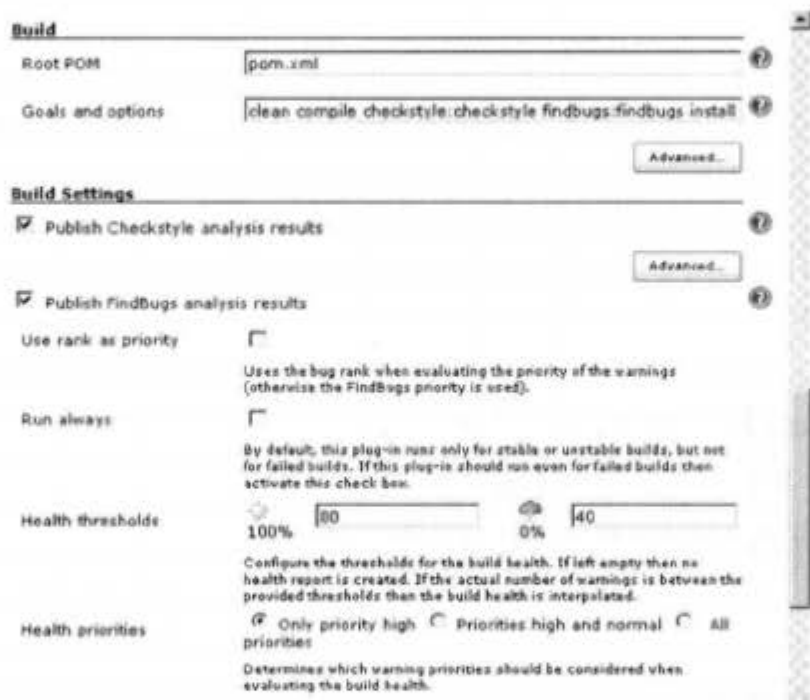 Build
Root POM
pom.xml
Goals and options
clean compile checkstyle:checkstyle findbugs:findbugs install
Advanced...
Build Settings
Publish Checkstyle analysis results
Advanced...
Publish FindBugs analysis results
Use rank as priority
Uses the bug rank when evaluating the priority of the warnings
(otherwise the FindBugs priority is used).
Run always
By default, this plug-in runs only for stable or unstable builds, but not
for failed builds. If this plug-in should run even for failed builds then
activate this check box.
Health thresholds
100%
80
0%
40
Configure the thresholds for the build health. If left empty then no
health report is created. If the actual number of warnings is between the
provided thresholds then the build health is interpolated.
Health priorities
Only priority high
Priorities high and normal
All
priorities
Determines which warning priorities should be considered when
evaluating the build health.